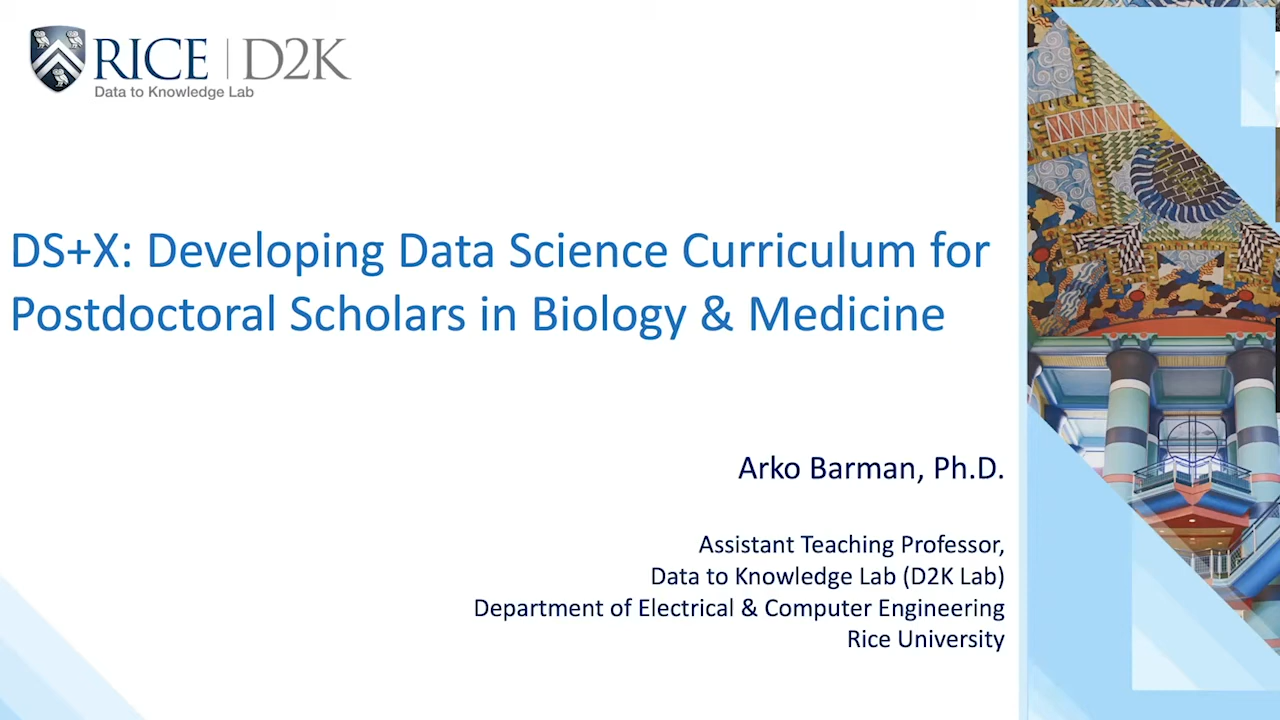 RICE | D2K
Data to Knowledge Lab
DS+X: Developing Data Science Curriculum for
Postdoctoral Scholars in Biology & Medicine
Arko Barman, Ph.D.
Assistant Teaching Professor,
Data to Knowledge Lab (D2K Lab)
Department of Electrical & Computer Engineering
Rice University